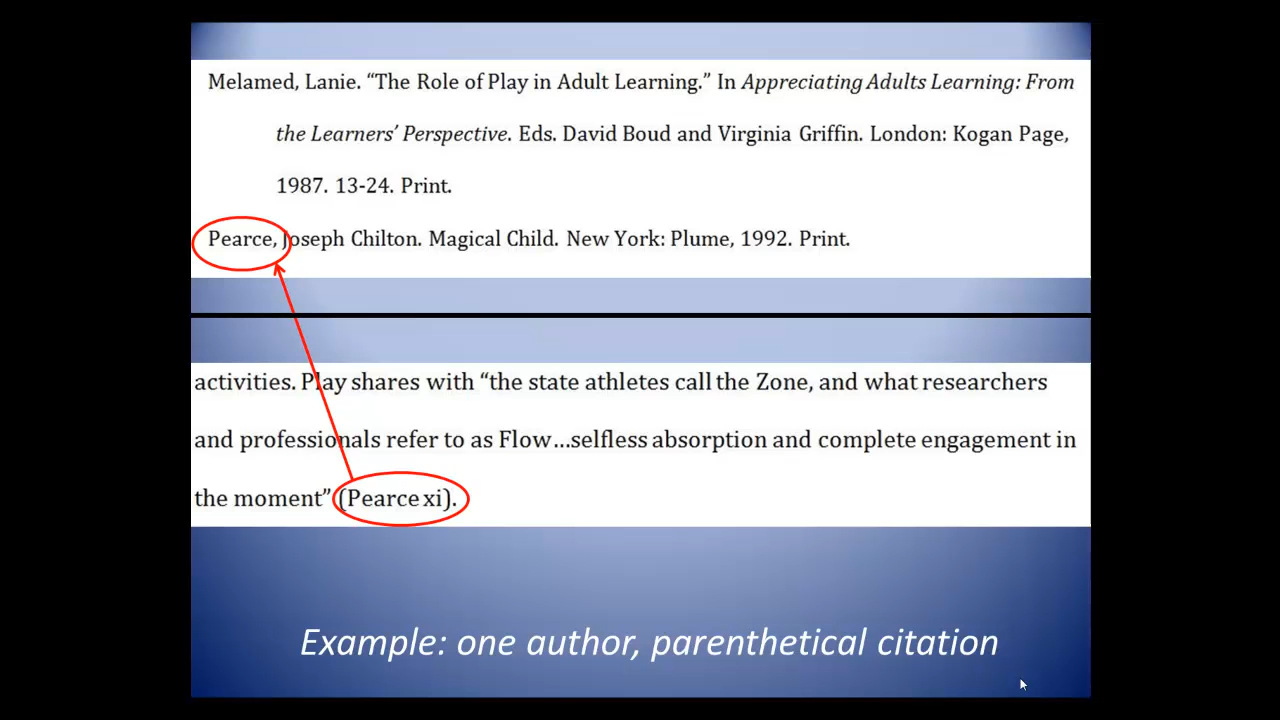 Melamed, Lanie. “The Role of Play in Adult Learning.” In Appreciating Adults Learning: From
the Learners’ Perspective. Eds. David Boud and Virginia Griffin. London: Kogan Page,
1987. 13-24. Print.
Pearce, Joseph Chilton. Magical Child. New York: Plume, 1992. Print.
activities. Play shares with “the state athletes call the Zone, and what researchers
and professionals refer to as Flow…selfless absorption and complete engagement in
the moment” (Pearce xi).
Example: one author, parenthetical citation